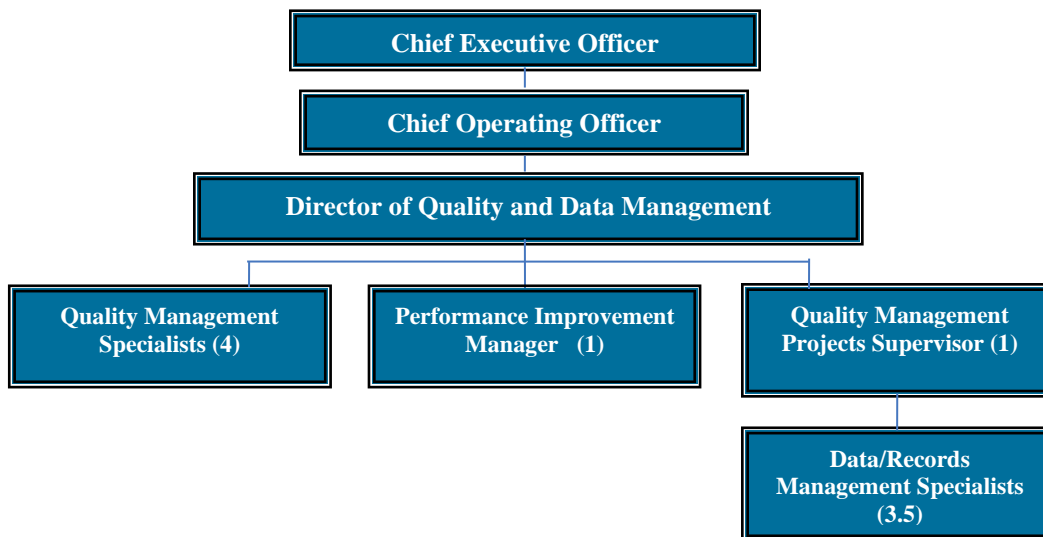 Chief Executive Officer
Chief Operating Officer
Director of Quality and Data Management
Quality Management
Specialists (4)
Performance Improvement
Manager (1)
Quality Management
Projects Supervisor (1)
Data/Records
Management Specialists
(3.5)